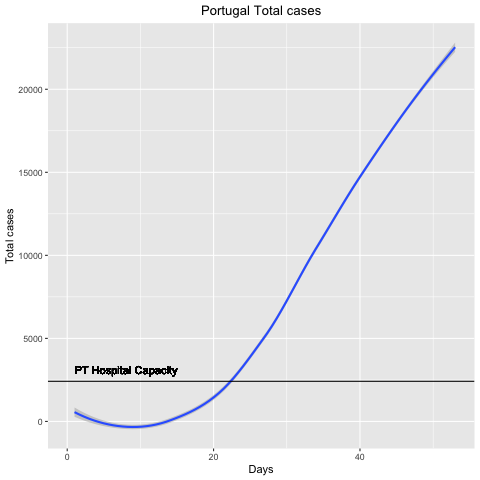 Portugal Total cases
Total cases
20000
15000
10000
5000
0
PT Hospital Capacity
0
20
40
Days